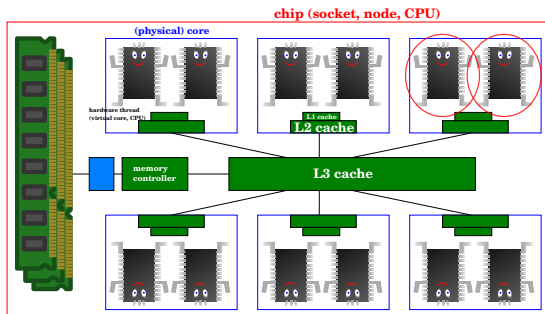 chip (socket, node, CPU)
(physical) core
hardware thread
(virtual core, CPU)
L1 cache
L2 cache
memory
controller
L3 cache